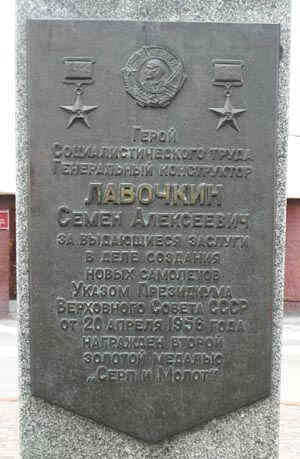 Герой
Социалистического труда
Генеральный конструктор
ЛАВОЧКИН
Семен Алексеевич
за выдающиеся заслуги
в деле создания
новых самолетов
Указом Президиума
Верховного Совета СССР
от 20 апреля 1956 года
награжден второй
золотой медалью
„Серп и Молот"